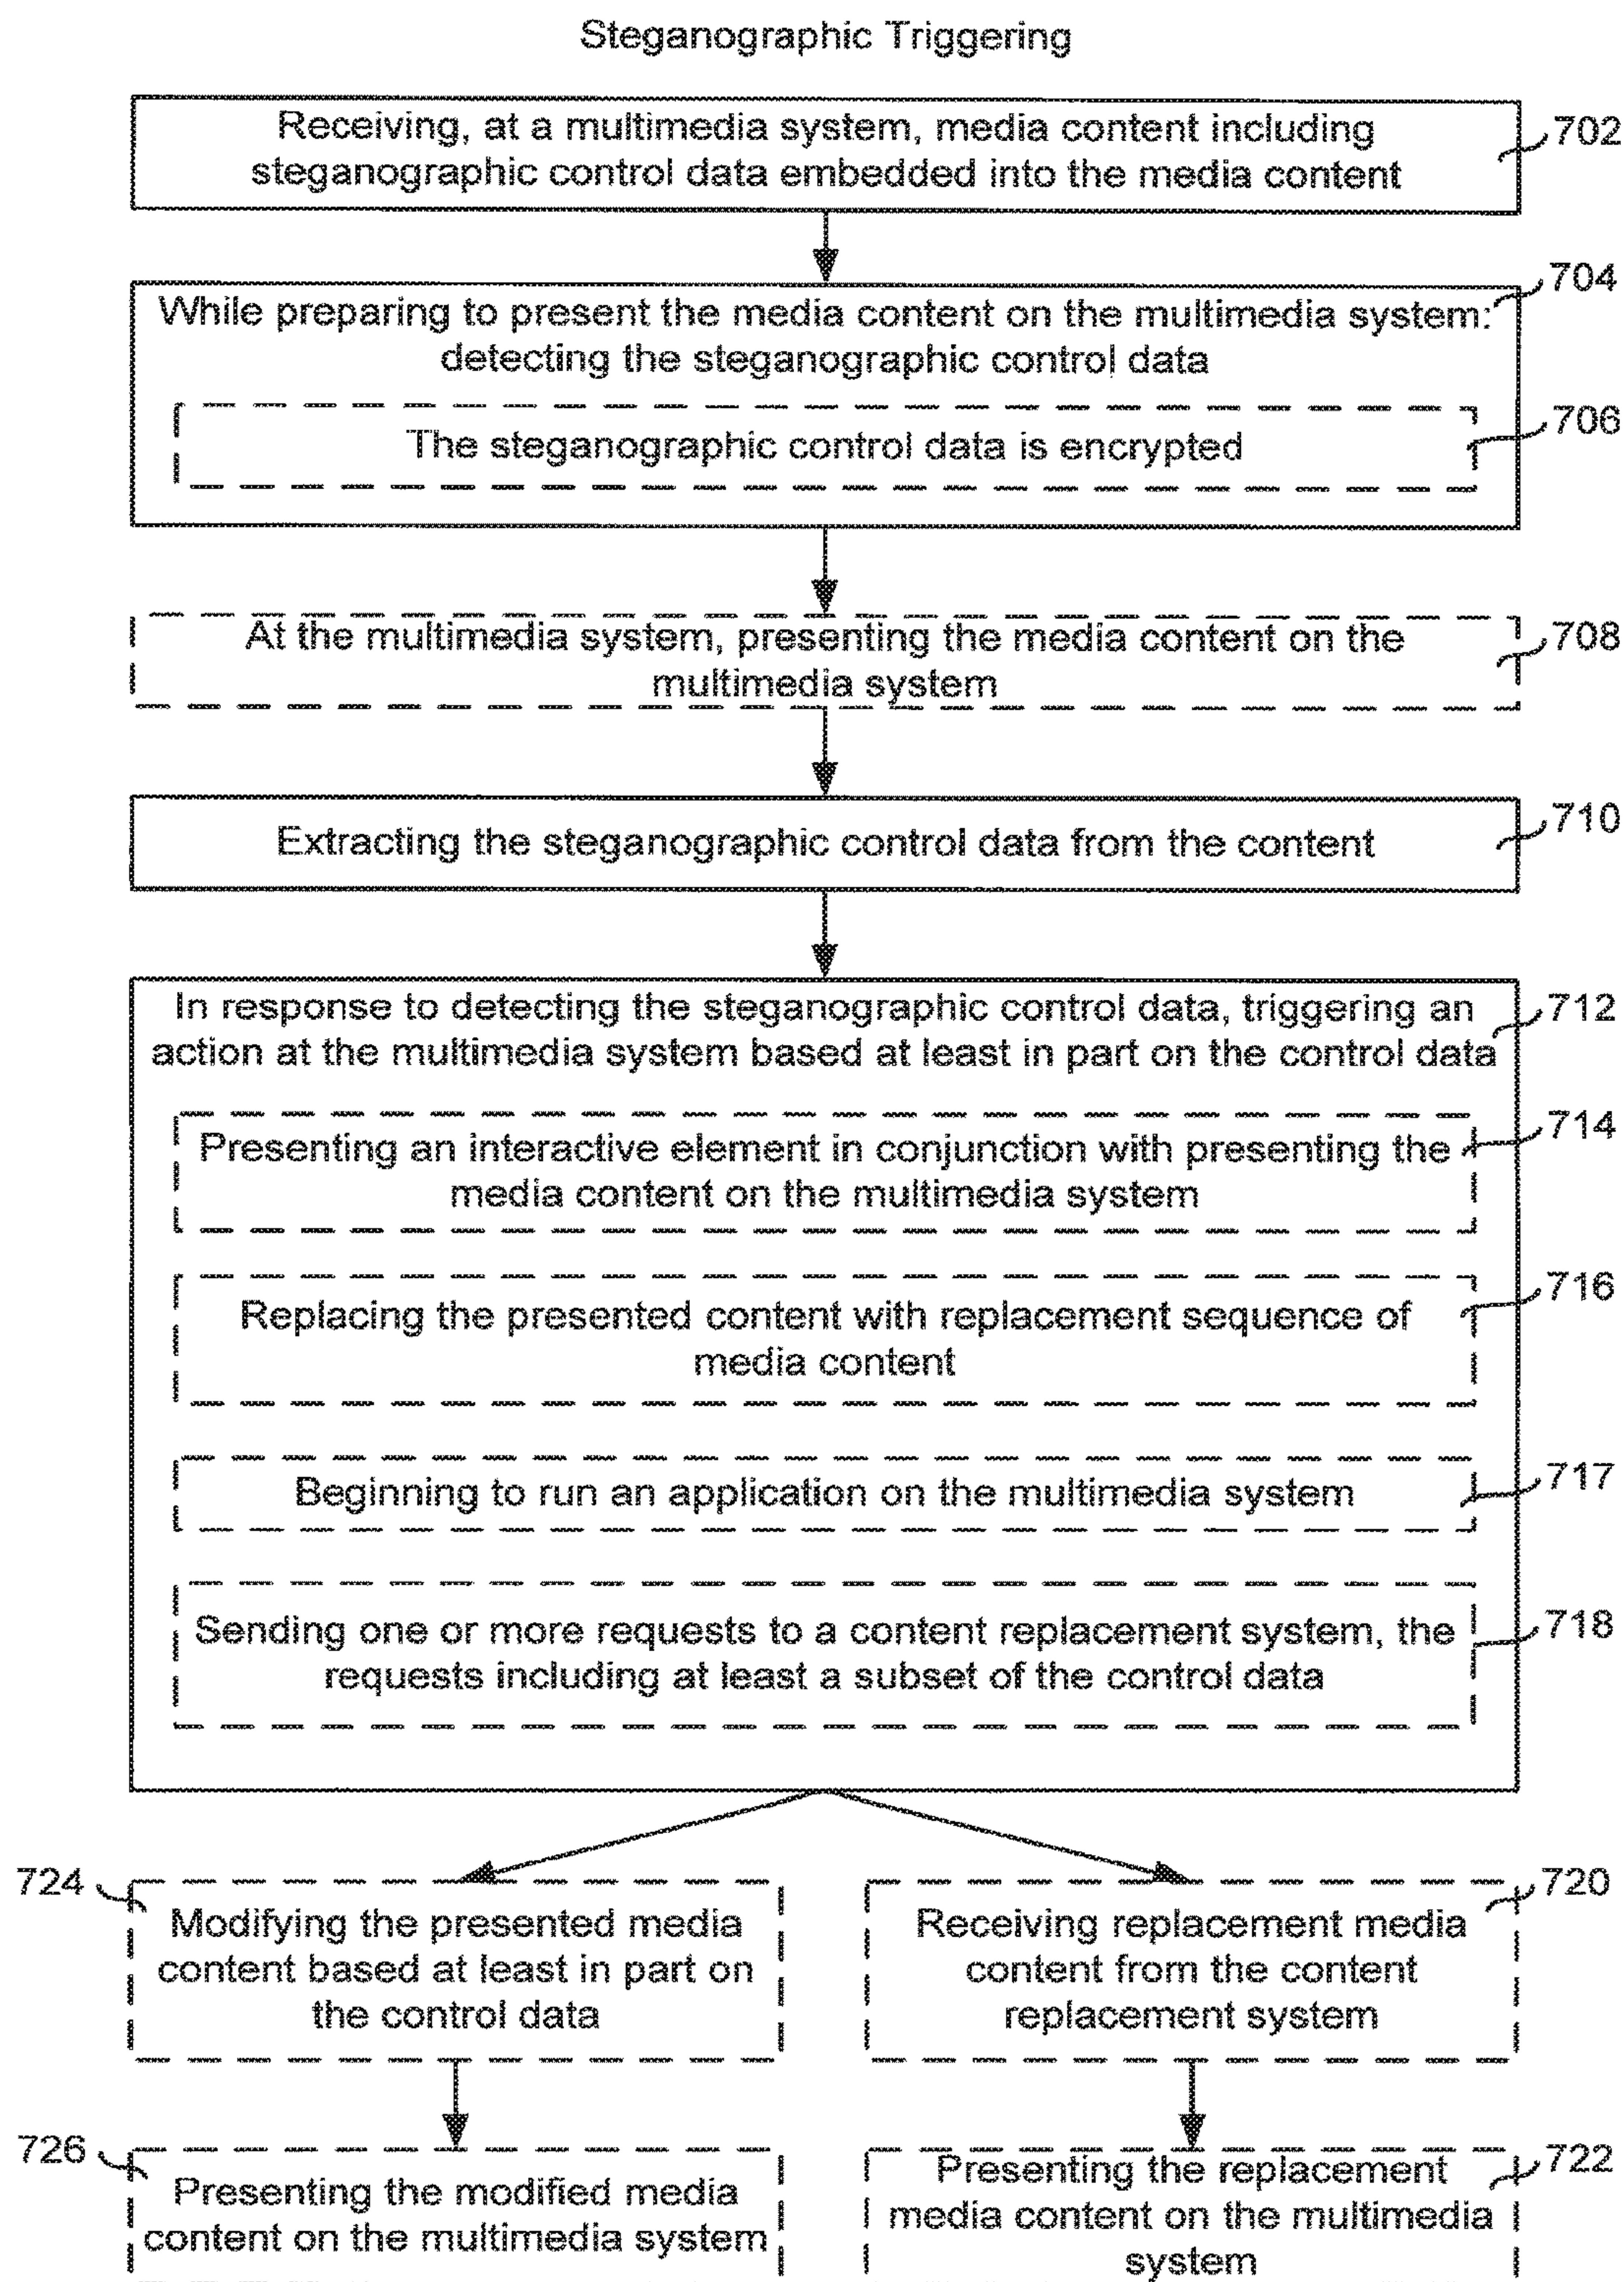 Steganographic Triggering
Receiving, at a multimedia system, media content including
steganographic control data embedded into the media content
702
704
While preparing to present the media content on the multimedia system:
detecting the steganographic control data
The steganographic control data is encrypted
706
At the multimedia system, presenting the media content on the
multimedia system
708
Extracting the steganographic control data from the content
710
In response to detecting the steganographic control data, triggering an
action at the multimedia system based at least in part on the control data
712
Presenting an interactive element in conjunction with presenting the
media content on the multimedia system
714
Replacing the presented content with replacement sequence of
media content
716
Beginning to run an application on the multimedia system
717
Sending one or more requests to a content replacement system, the
requests including at least a subset of the control data
718
724
Modifying the presented media
content based at least in part on
the control data
720
Receiving replacement media
content from the content
replacement system
726
Presenting the modified media
content on the multimedia system
722
Presenting the replacement
media content on the multimedia
system